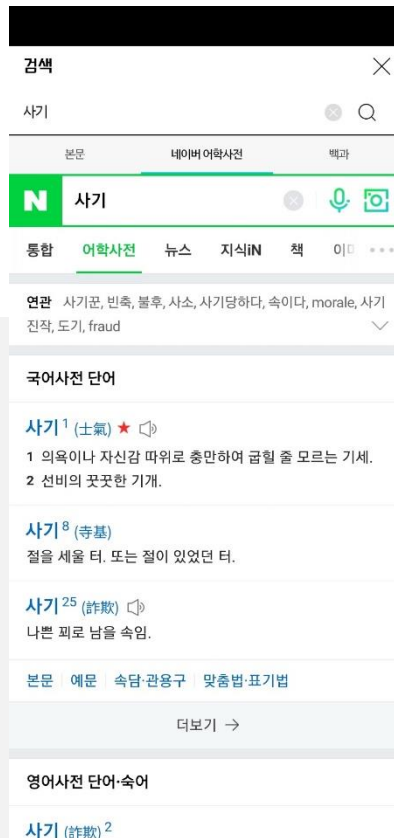 검색
사기
본문 네이버 어학사전 백과
N 사기
통합 어학사전 뉴스 지식iN 책
연관 사기꾼, 빈축, 불후, 사소, 사기당하다, 속이다, morale, 사기
진작, 도기, fraud
국어사전 단어
사기 1 (士氣) ★
1 의욕이나 자신감 따위로 충만하여 굽힐 줄 모르는 기세.
2 선비의 꿋꿋한 기개.
사기 8 (寺基)
절을 세울 터. 또는 절이 있었던 터.
사기 25 (詐欺)
나쁜 꾀로 남을 속임.
본문 예문 속담·관용구 맞춤법·표기법
더보기 →
영어사전 단어·숙어
사기 (詐欺) 2